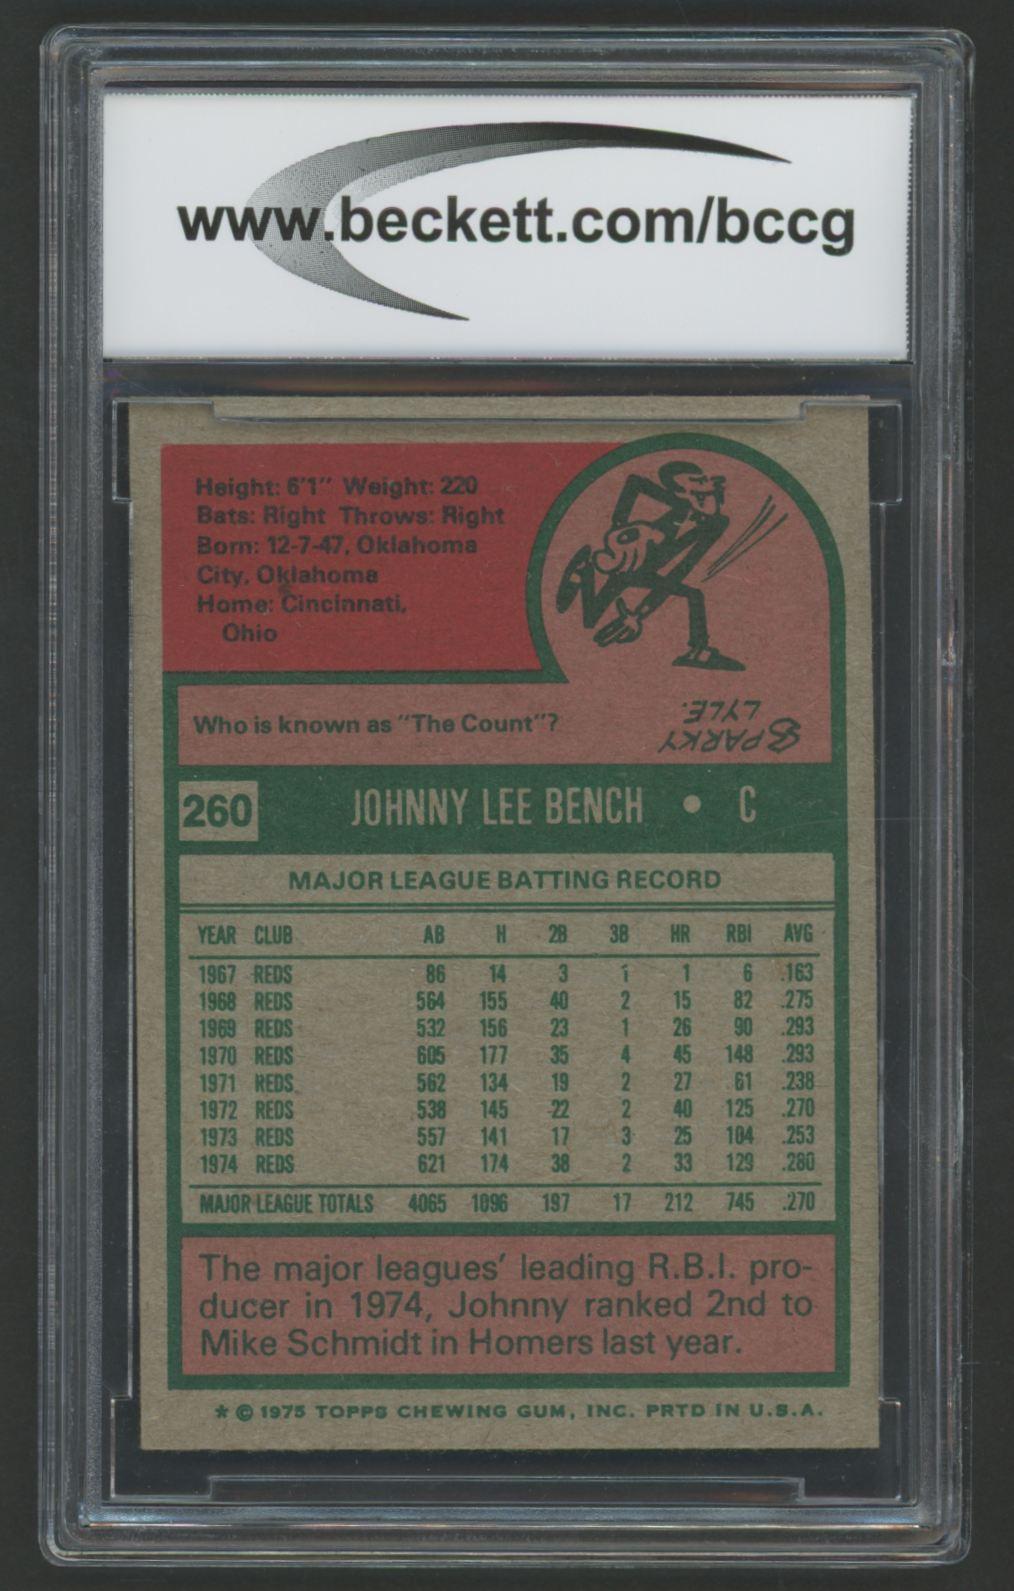 www.beckett.com/bccg
Height: 6'1" Weight: 220
Bats: Right Throws: Right
Born: 12-7-47, Oklahoma
City, Oklahoma
Home: Cincinnati,
Ohio
Who is known as "The Count"?
SPARKY
LYLE.
260 JOHNNY LEE BENCH • C
MAJOR LEAGUE BATTING RECORD
YEAR CLUB AB H 2B 3B HR RBI AVG
1967 REDS 86 14 3 1 1 6 .163
1968 REDS 564 155 40 2 15 82 .275
1969 REDS 532 156 23 1 26 90 .293
1970 REDS 605 177 35 4 45 148 .293
1971 REDS 562 134 19 2 27 61 .238
1972 REDS 538 145 22 2 40 125 .270
1973 REDS 557 141 17 3 25 104 .253
1974 REDS 621 174 38 2 33 129 .280
MAJOR LEAGUE TOTALS 4065 1096 197 17 212 745 .270
The major leagues' leading R.B.I. pro-
ducer in 1974, Johnny ranked 2nd to
Mike Schmidt in Homers last year.
* © 1975 TOPPS CHEWING GUM, INC. PRTD IN U.S.A.